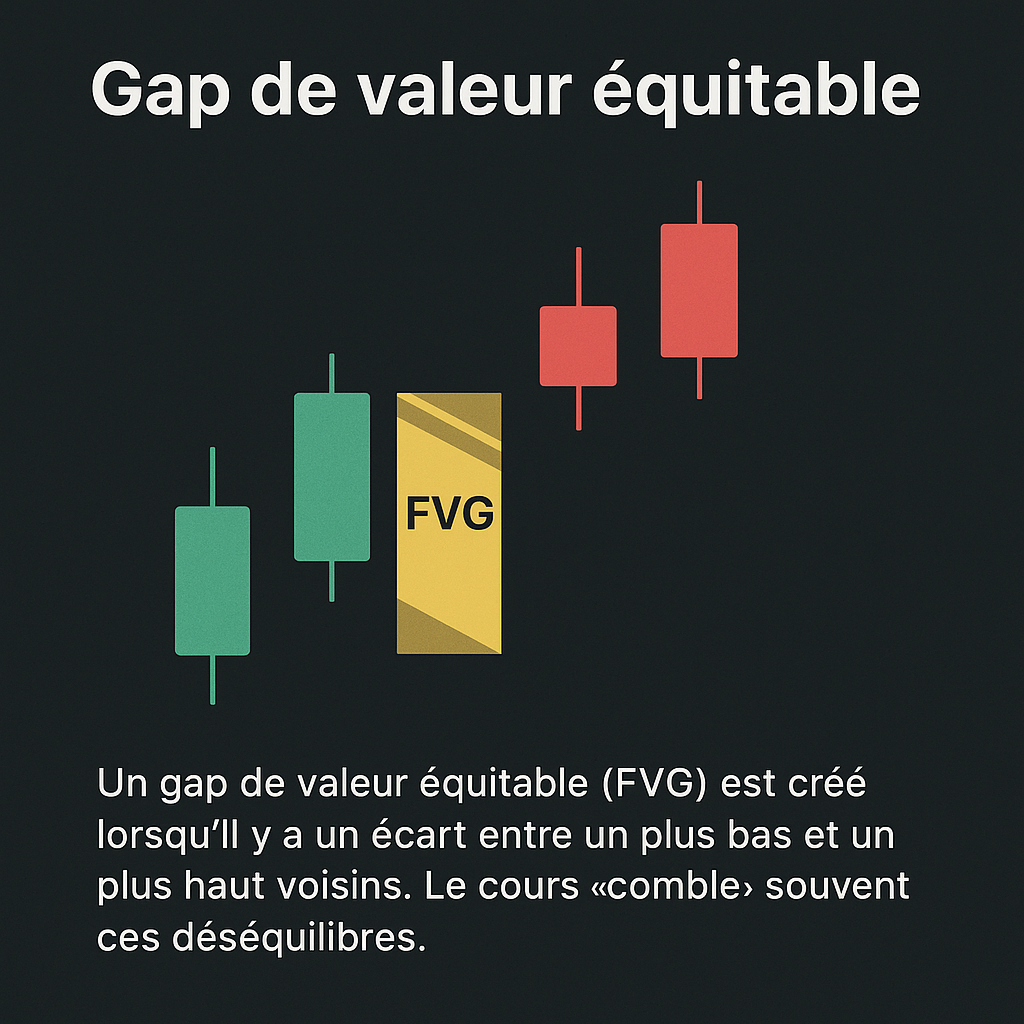 Gap de valeur équitable
FVG
Un gap de valeur équitable (FVG) est créé
lorsqu’ll y a un écart entre un plus bas et un
plus haut voisins. Le cours «comble› souvent
ces déséquilibres.